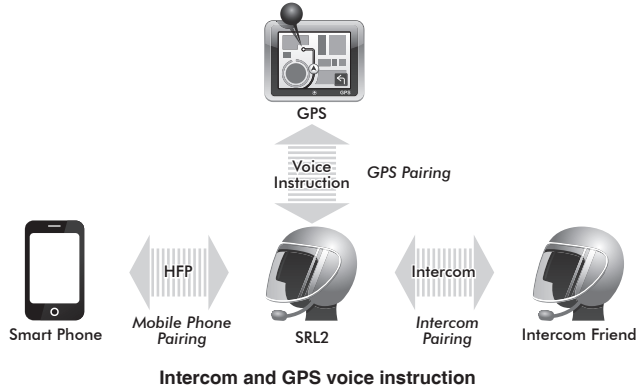 GPS
GPS
Voice
Instruction
GPS Pairing
HFP
Intercom
Smart Phone
Mobile Phone
Pairing
SRL2
Intercom
Pairing
Intercom Friend
Intercom and GPS voice instruction